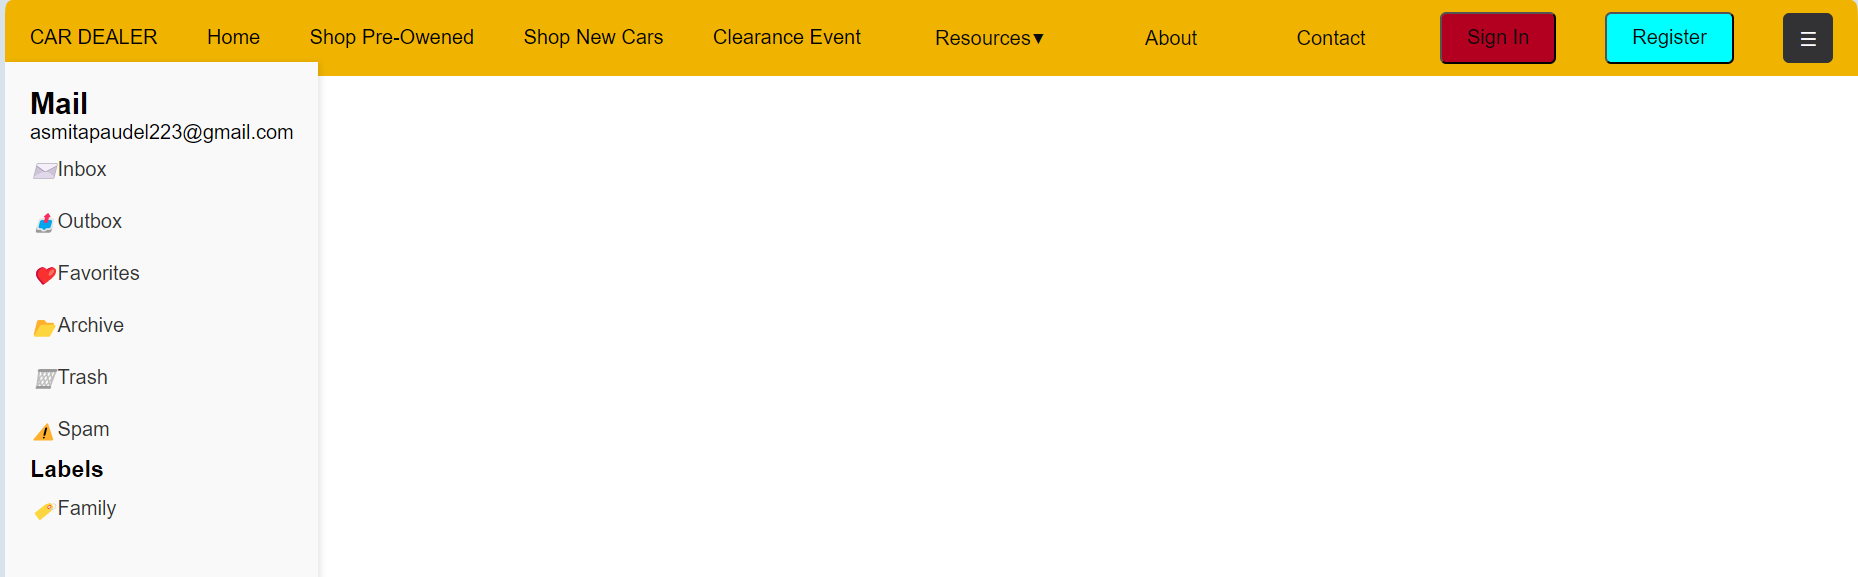 CAR DEALER Home Shop Pre-Owened Shop New Cars Clearance Event Resources▼ About Contact Sign In Register ☰
Mail
asmitapaudel223@gmail.com
Inbox
Outbox
Favorites
Archive
Trash
Spam
Labels
Family